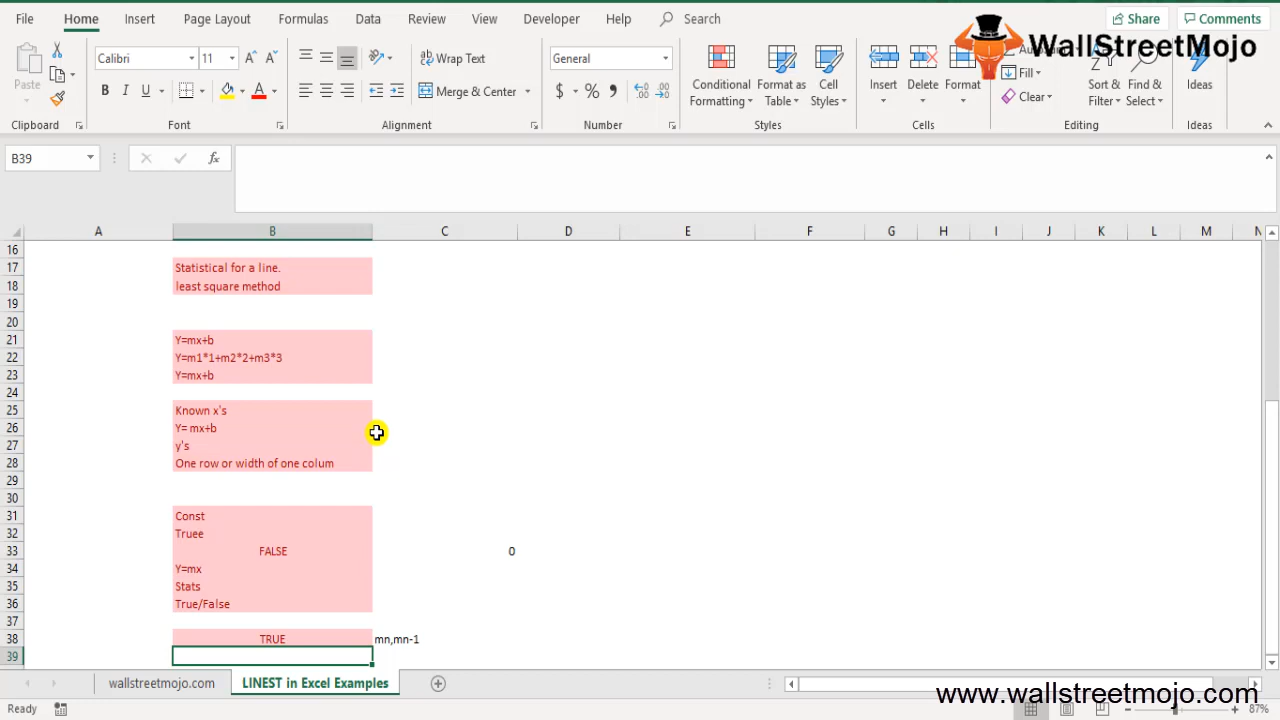 File Home Insert Page Layout Formulas Data Review View Developer Help Search Share Comments
WallStreetMojo
Paste
Calibri 11
B I U
Wrap Text
Merge & Center
General
$ % ,
Conditional Formatting
Format as Table
Cell Styles
Insert Delete Format
Fill
Clear
Sort & Filter
Find & Select
Ideas
Clipboard Font Alignment Number Styles Cells Editing Ideas
B39 fx
A B C D E F G H I J K L M N
16
17 Statistical for a line.
18 least square method
19
20
21 Y=mx+b
22 Y=m1*1+m2*2+m3*3
23 Y=mx+b
24
25 Known x's
26 Y= mx+b
27 y's
28 One row or width of one colum
29
30
31 Const
32 Truee
33 FALSE 0
34 Y=mx
35 Stats
36 True/False
37
38 TRUE mn,mn-1
39
wallstreetmojo.com LINEST in Excel Examples
www.wallstreetmojo.com
Ready 87%